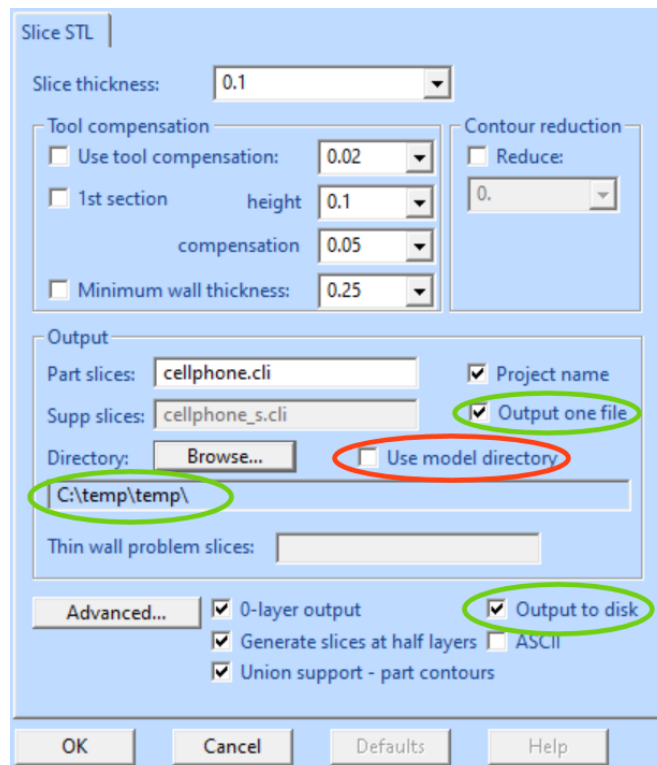 Slice STL
Slice thickness: 0.1
Tool compensation
Use tool compensation: 0.02
1st section height 0.1
compensation 0.05
Minimum wall thickness: 0.25
Contour reduction
Reduce:
0.
Output
Part slices: cellphone.cli Project name
Supp slices: cellphone_s.cli Output one file
Directory: Browse... Use model directory
C:\temp\temp\
Thin wall problem slices:
Advanced... 0-layer output Output to disk
Generate slices at half layers ASCII
Union support - part contours
OK Cancel Defaults Help